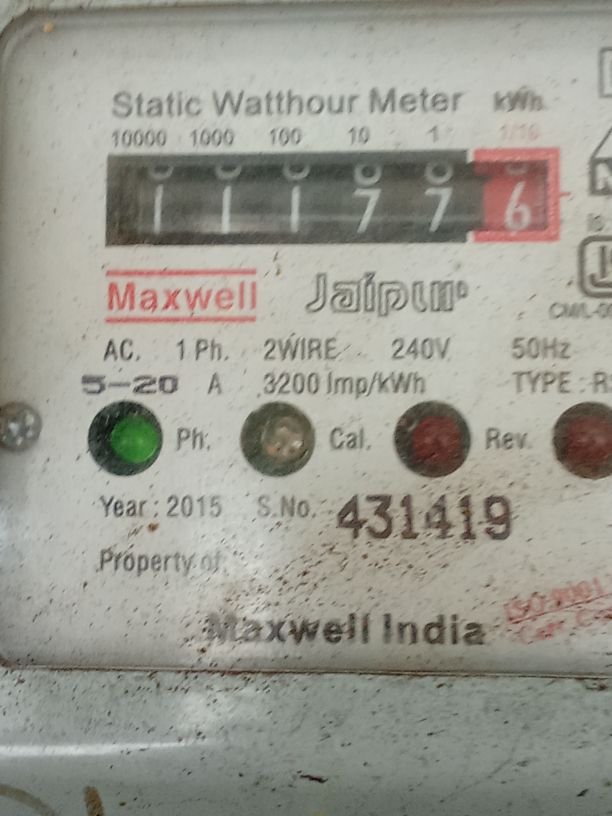 Static Watthour Meter kWh
10000 1000 100 10 1 1/10
1 1 1 7 7 6
Maxwell Jaipur
AC. 1 Ph. 2WIRE 240V 50Hz
5-20 A 3200 Imp/kWh TYPE : R
Ph. Cal. Rev.
Year : 2015 S.No. 431419
Property of
Maxwell India
ISO-9001